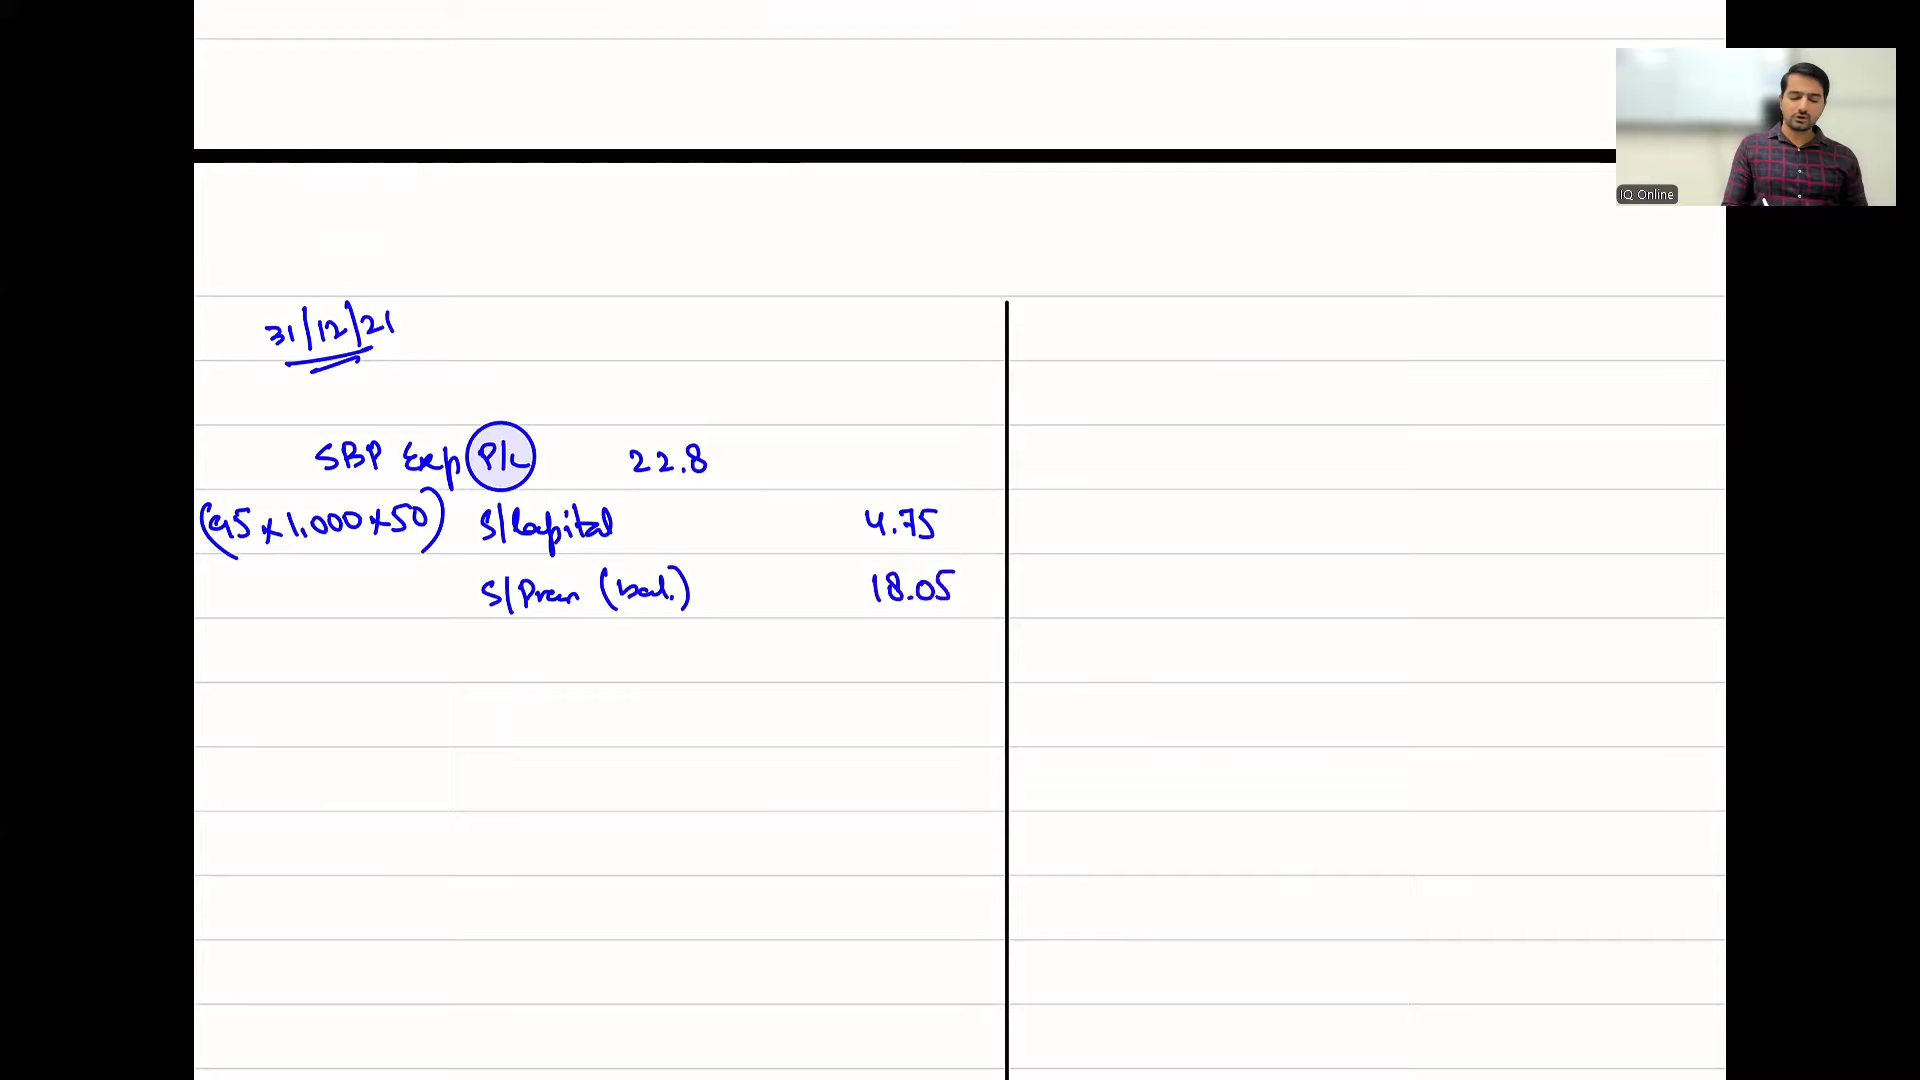 IQ Online
31/12/21
SBP Exp P/L 22.8
(95 x 1,000 x 50) S/Capital 4.75
S/Prem (bal.) 18.05